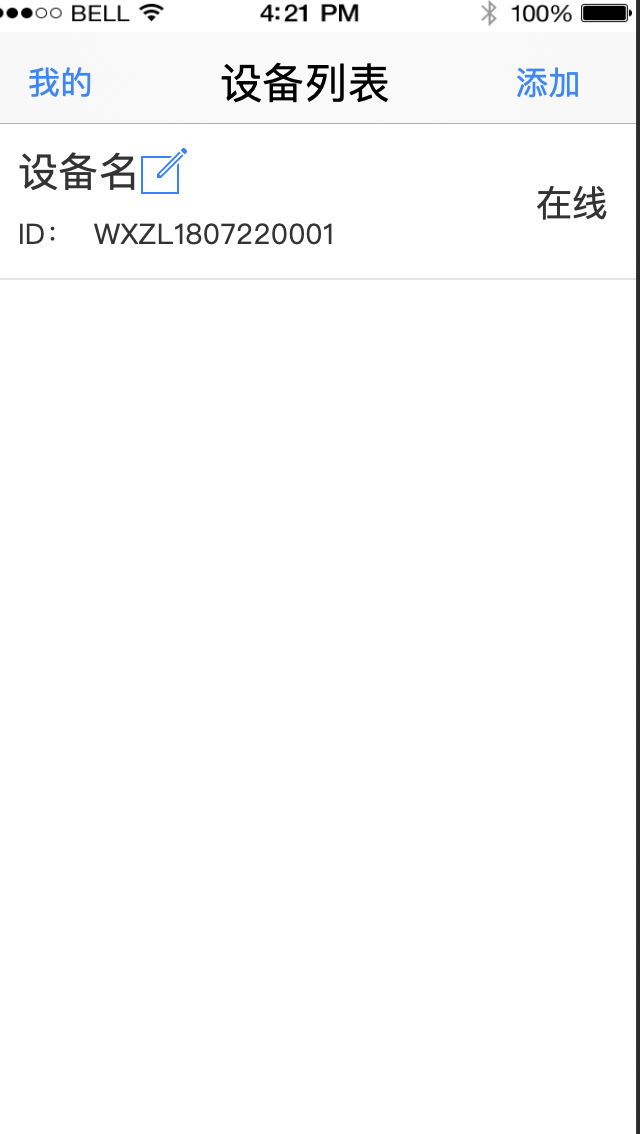 BELL 4:21 PM 100%
我的 设备列表 添加
设备名
在线
ID： WXZL1807220001